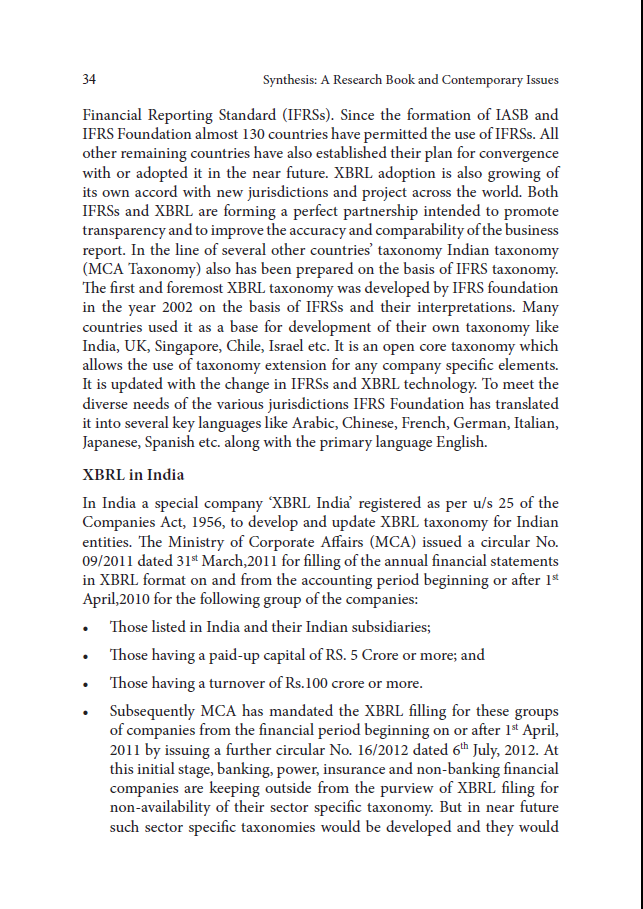 34 Synthesis: A Research Book and Contemporary Issues
Financial Reporting Standard (IFRSs). Since the formation of IASB and
IFRS Foundation almost 130 countries have permitted the use of IFRSs. All
other remaining countries have also established their plan for convergence
with or adopted it in the near future. XBRL adoption is also growing of
its own accord with new jurisdictions and project across the world. Both
IFRSs and XBRL are forming a perfect partnership intended to promote
transparency and to improve the accuracy and comparability of the business
report. In the line of several other countries’ taxonomy Indian taxonomy
(MCA Taxonomy) also has been prepared on the basis of IFRS taxonomy.
The first and foremost XBRL taxonomy was developed by IFRS foundation
in the year 2002 on the basis of IFRSs and their interpretations. Many
countries used it as a base for development of their own taxonomy like
India, UK, Singapore, Chile, Israel etc. It is an open core taxonomy which
allows the use of taxonomy extension for any company specific elements.
It is updated with the change in IFRSs and XBRL technology. To meet the
diverse needs of the various jurisdictions IFRS Foundation has translated
it into several key languages like Arabic, Chinese, French, German, Italian,
Japanese, Spanish etc. along with the primary language English.
XBRL in India
In India a special company ‘XBRL India’ registered as per u/s 25 of the
Companies Act, 1956, to develop and update XBRL taxonomy for Indian
entities. The Ministry of Corporate Affairs (MCA) issued a circular No.
09/2011 dated 31st March,2011 for filling of the annual financial statements
in XBRL format on and from the accounting period beginning or after 1st
April,2010 for the following group of the companies:
• Those listed in India and their Indian subsidiaries;
• Those having a paid-up capital of RS. 5 Crore or more; and
• Those having a turnover of Rs.100 crore or more.
• Subsequently MCA has mandated the XBRL filling for these groups
of companies from the financial period beginning on or after 1st April,
2011 by issuing a further circular No. 16/2012 dated 6th July, 2012. At
this initial stage, banking, power, insurance and non-banking financial
companies are keeping outside from the purview of XBRL filing for
non-availability of their sector specific taxonomy. But in near future
such sector specific taxonomies would be developed and they would